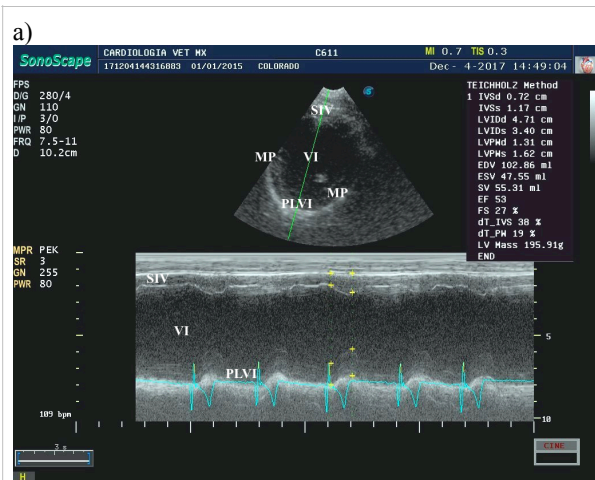 a)
SonoScape
CARDIOLOGIA VET MX C611 MI 0.7 TIS 0.3
171204144316883 01/01/2015 COLORADO Dec - 4-2017 14:49:04
FPS
D/G 280/4
GN 110
I/P 3/0
PWR 80
FRQ 7.5-11
D 10.2cm
SIV
MP VI
PLVI MP
TEICHHOLZ Method
1 IVSd 0.72 cm
IVSs 1.17 cm
LVIDd 4.71 cm
LVIDs 3.40 cm
LVPWd 1.31 cm
LVPWs 1.62 cm
EDV 102.86 ml
ESV 47.55 ml
SV 55.31 ml
EF 53
FS 27 %
dT_IVS 38 %
dT_PW 19 %
LV Mass 195.91g
END
MPR PEK
SR 3
GN 255
PWR 80
SIV
VI
5
PLVI
109 bpm
10
3 s
CINE
H